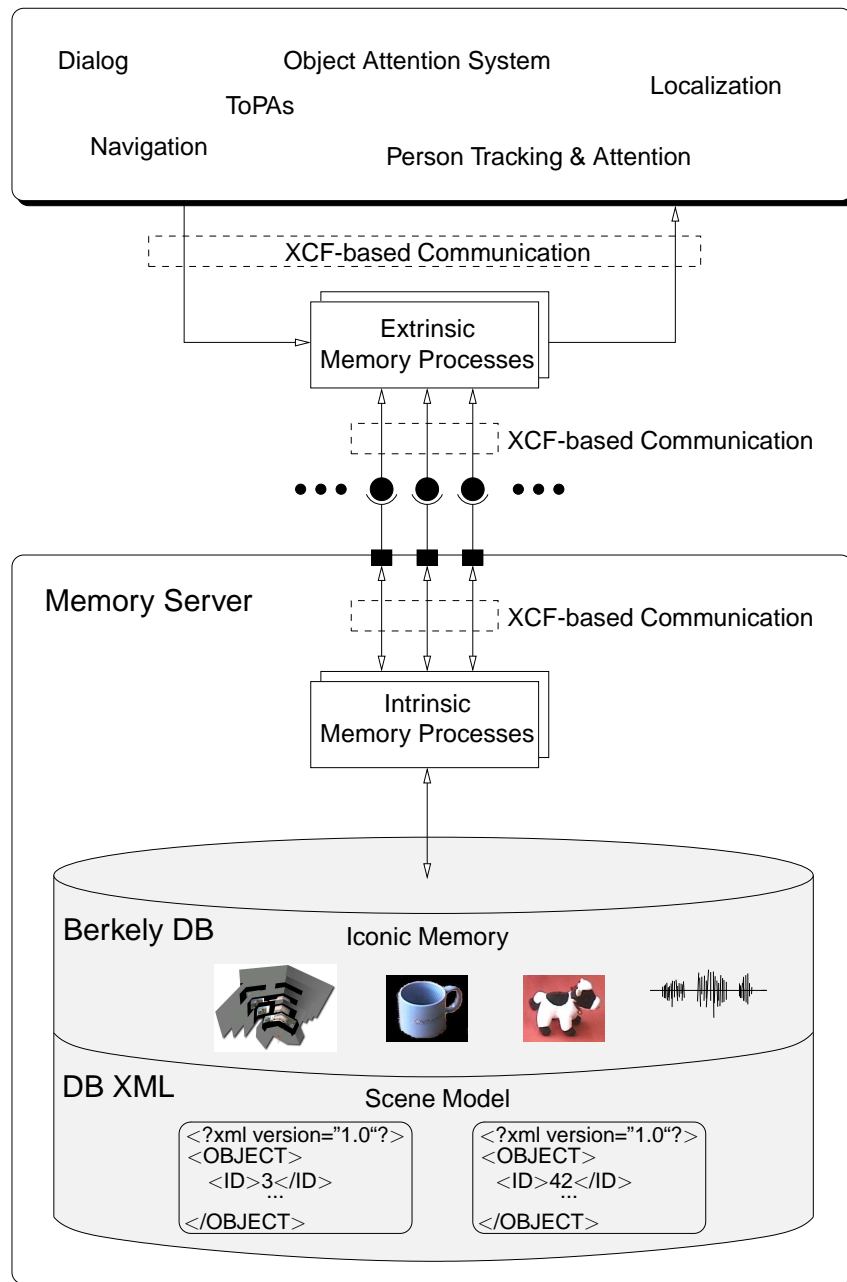 Dialog
Object Attention System
Localization
ToPAs
Navigation
Person Tracking & Attention
XCF-based Communication
Extrinsic
Memory Processes
XCF-based Communication
Memory Server
XCF-based Communication
Intrinsic
Memory Processes
Berkely DB
Iconic Memory
DB XML
Scene Model
<?xml version=”1.0“?>
<OBJECT>
<ID>3</ID>
...
</OBJECT>
<?xml version=”1.0“?>
<OBJECT>
<ID>42</ID>
...
</OBJECT>